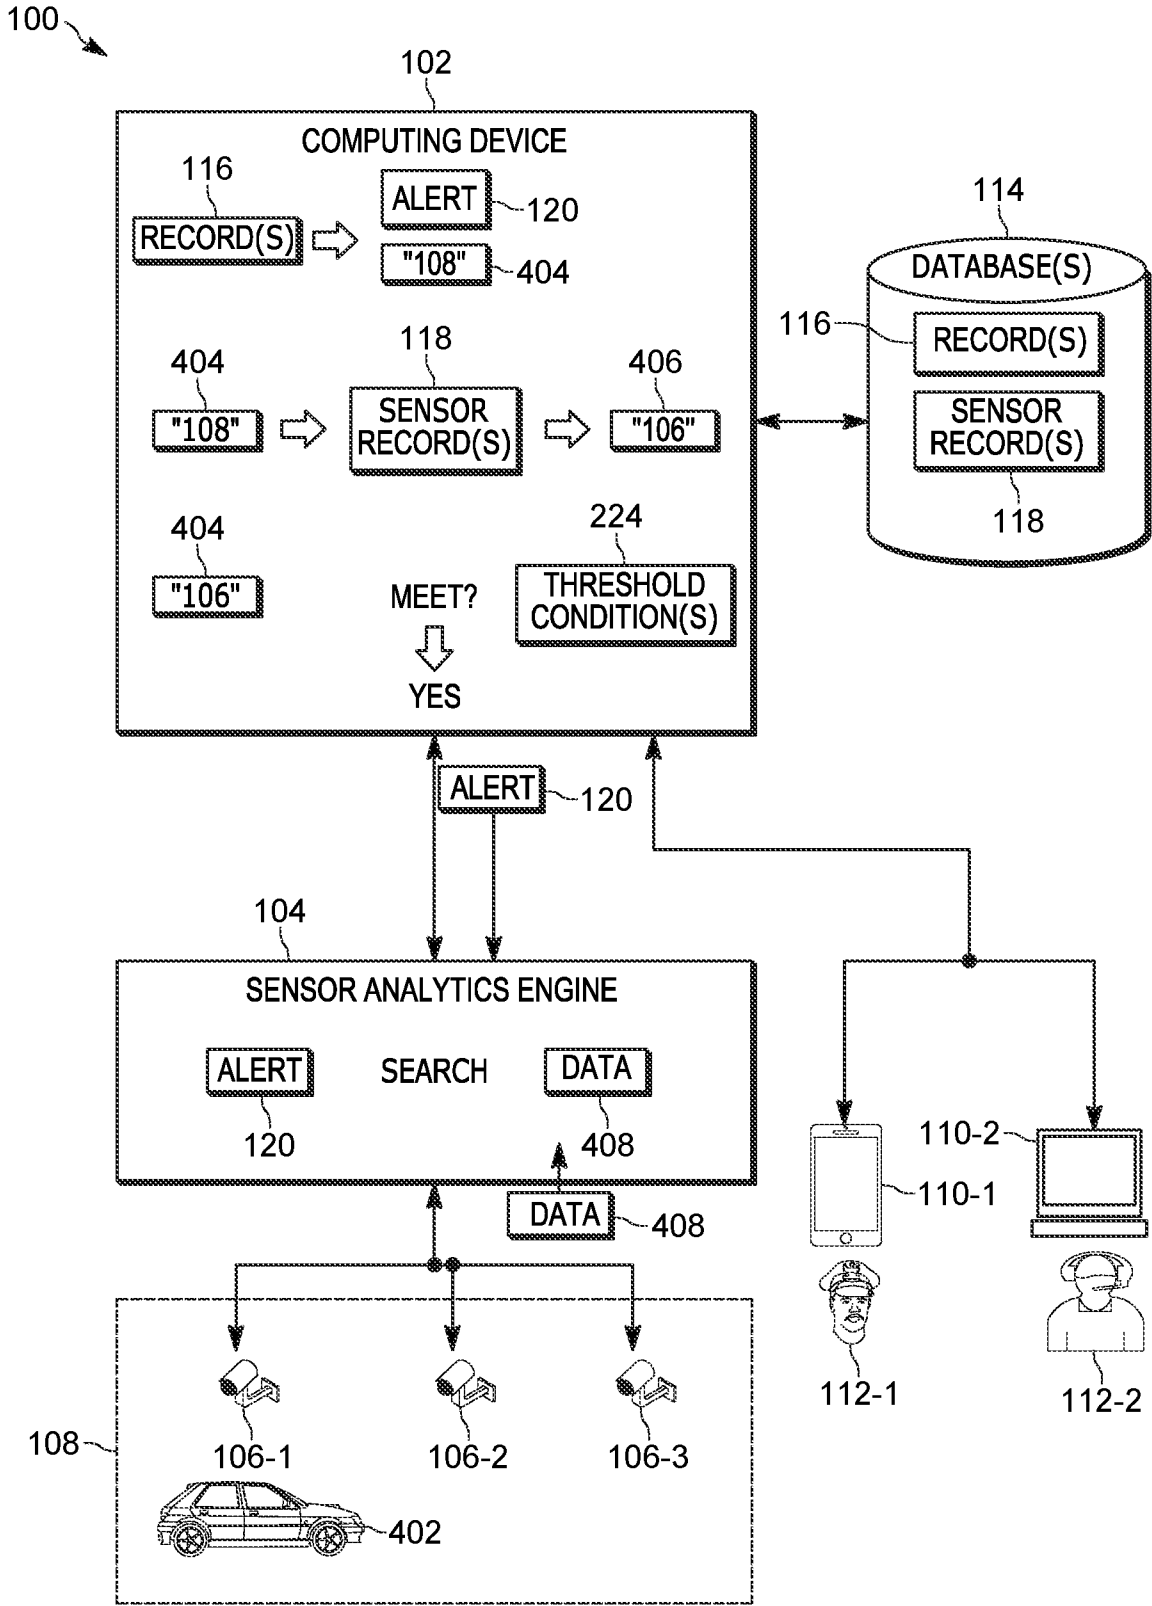 100
102
COMPUTING DEVICE
116
RECORD(S)
ALERT
120
"108"
404
114
DATABASE(S)
116
RECORD(S)
SENSOR
RECORD(S)
118
404
"108"
118
SENSOR
RECORD(S)
406
"106"
404
"106"
MEET?
YES
224
THRESHOLD
CONDITION(S)
ALERT
120
104
SENSOR ANALYTICS ENGINE
ALERT
120
SEARCH
DATA
408
DATA
408
110-1
110-2
112-1
112-2
108
106-1
106-2
106-3
402